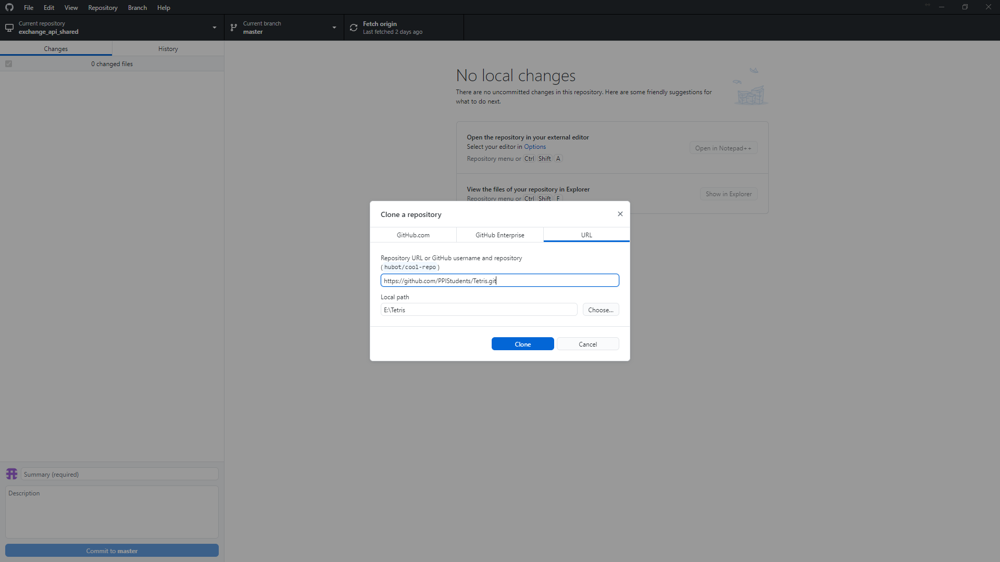 File Edit View Repository Branch Help
Current repository
exchange_api_shared
Current branch
master
Fetch origin
Last fetched 2 days ago
Changes History
0 changed files
No local changes
There are no uncommitted changes in this repository. Here are some friendly suggestions for
what to do next.
Open the repository in your external editor
Select your editor in Options
Repository menu or Ctrl Shift A
Open in Notepad++
View the files of your repository in Explorer
Repository menu or Ctrl Shift F
Show in Explorer
Clone a repository
GitHub.com GitHub Enterprise URL
Repository URL or GitHub username and repository
( hubot/cool-repo )
https://github.com/PPIStudents/Tetris.git
Local path
E:\Tetris
Choose...
Clone Cancel
Summary (required)
Description
Commit to master